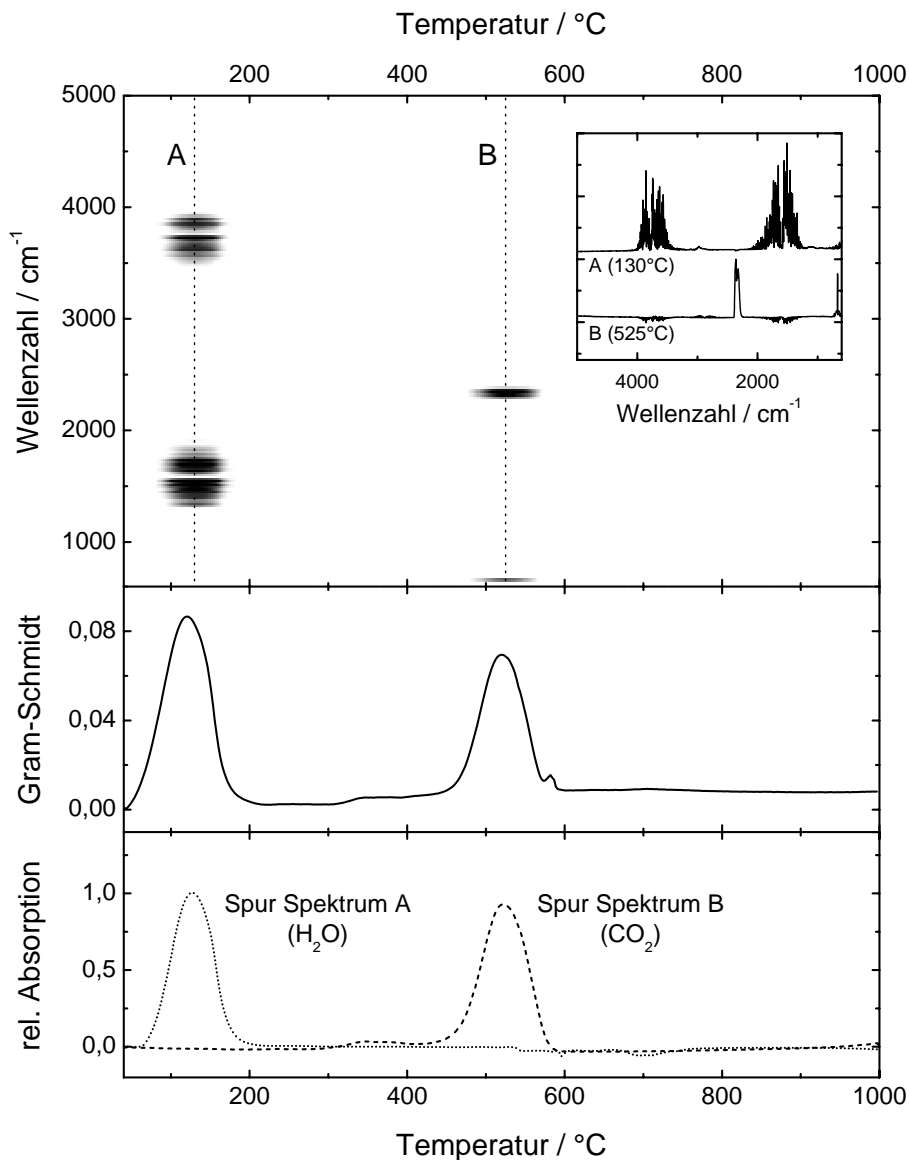 Temperatur / °C
200 400 600 800 1000
5000
4000
3000
2000
1000
Wellenzahl / cm⁻¹
A
B
A (130°C)
B (525°C)
4000 2000
Wellenzahl / cm⁻¹
0,08
0,04
0,00
Gram-Schmidt
1,0
0,5
0,0
rel. Absorption
Spur Spektrum A
(H₂O)
Spur Spektrum B
(CO₂)
200 400 600 800 1000
Temperatur / °C